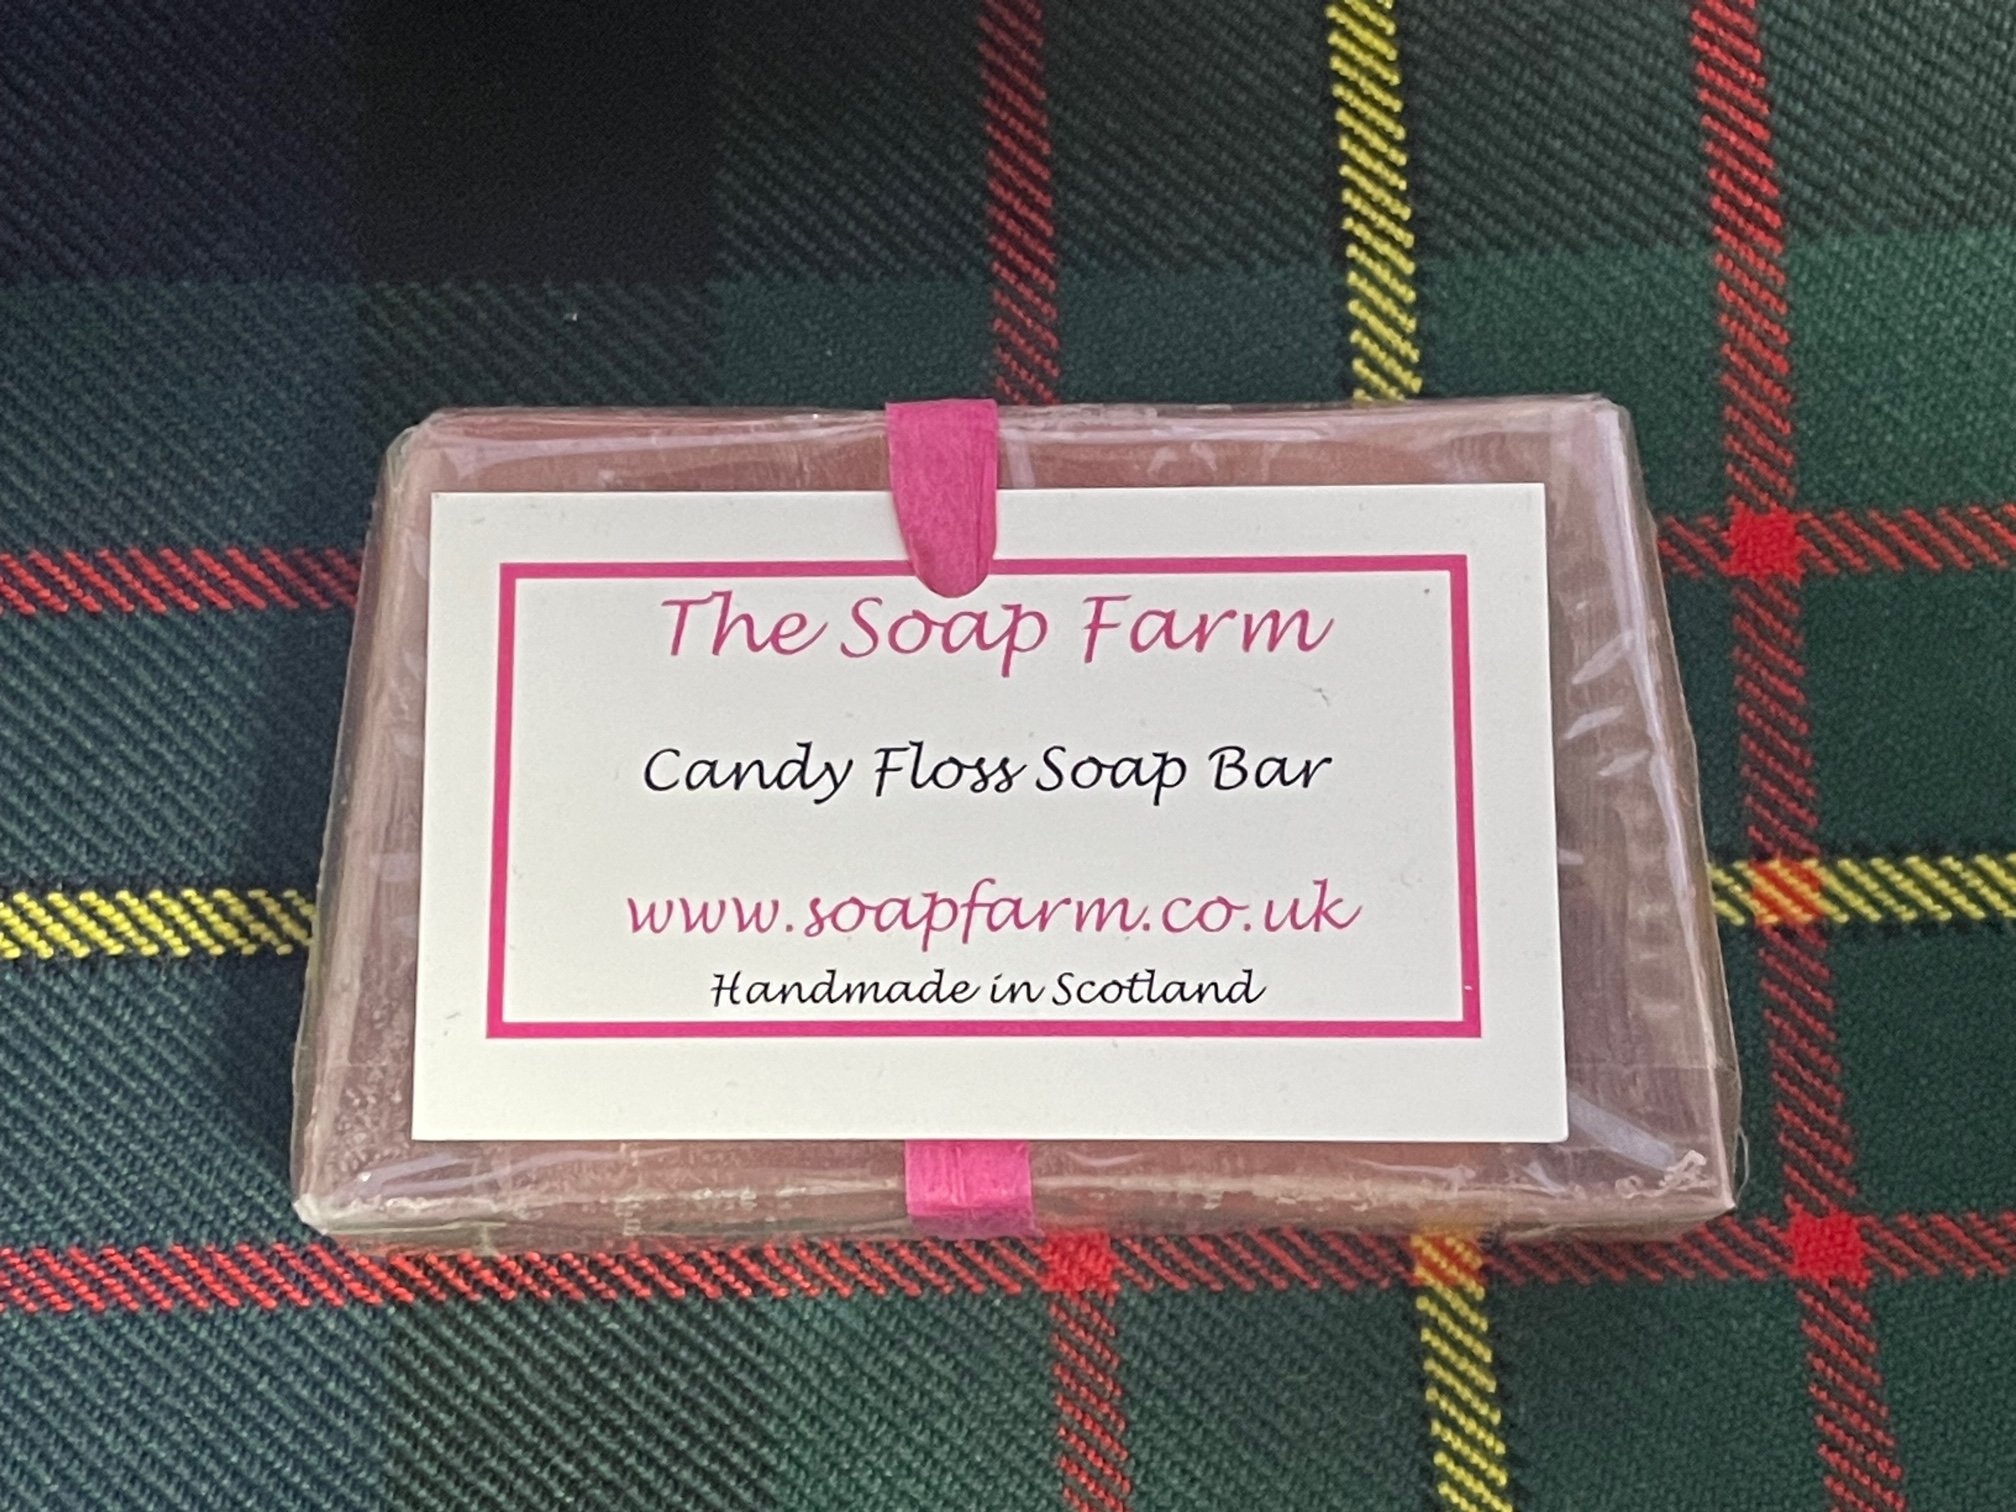 The Soap Farm
Candy Floss Soap Bar
www.soapfarm.co.uk
Handmade in Scotland